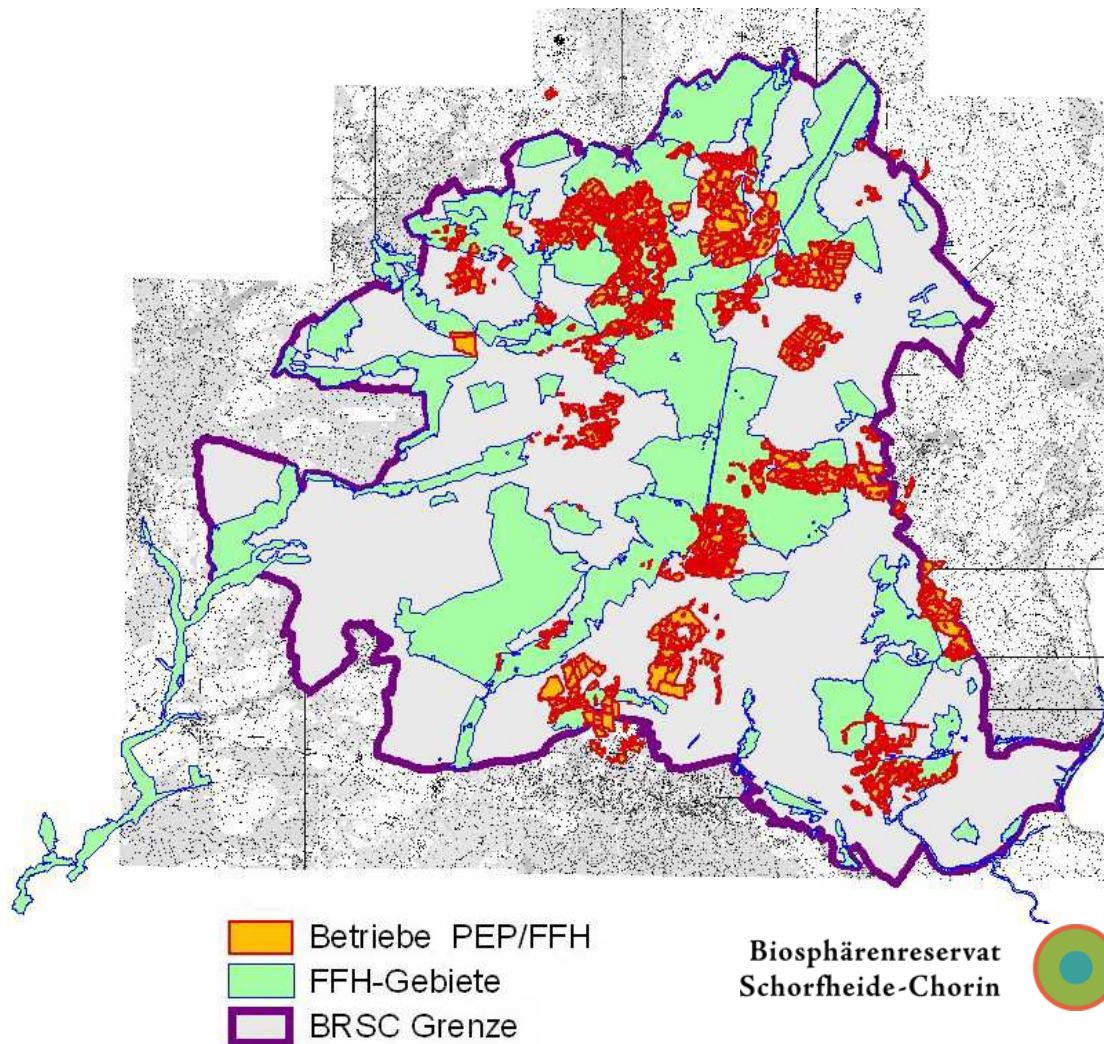 Betriebe PEP/FFH
FFH-Gebiete
BRSC Grenze
Biosphärenreservat
Schorfheide-Chorin